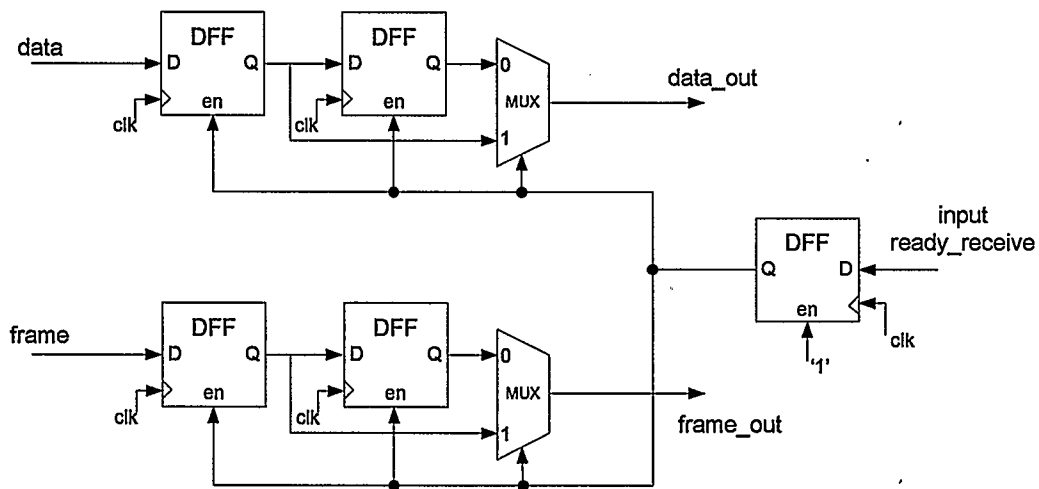 DFF
DFF
data
D
Q
D
Q
0
data_out
MUX
clk
en
clk
en
1
input
ready_receive
DFF
Q
D
en
clk
'1'
DFF
DFF
frame
D
Q
D
Q
0
MUX
clk
en
clk
en
1
frame_out